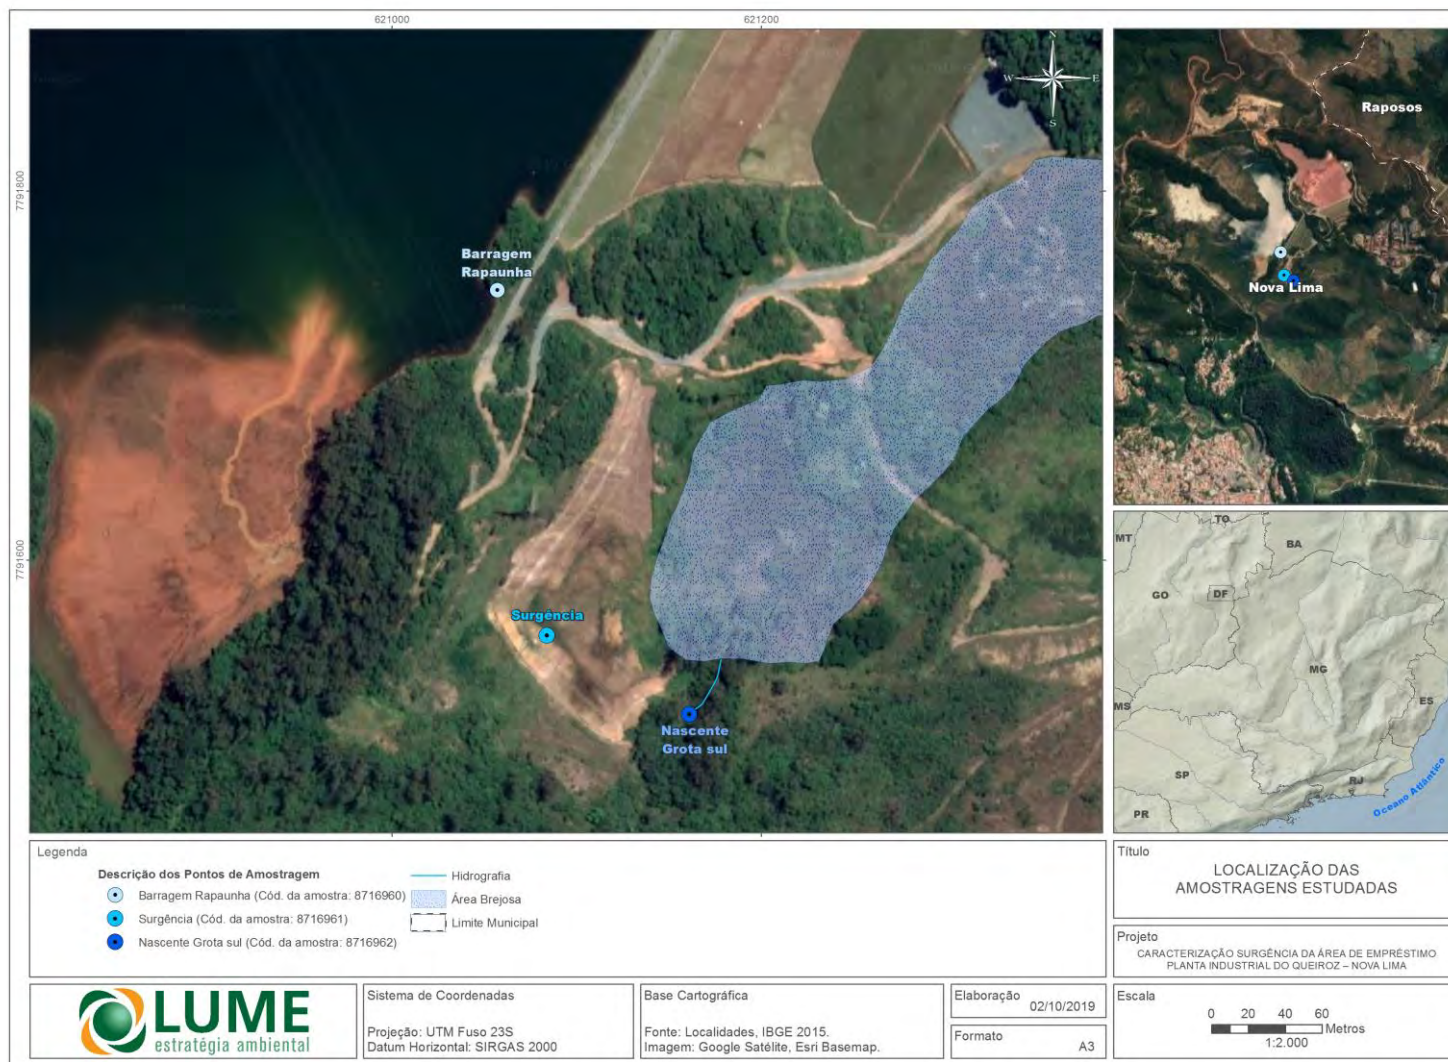 621000
621200
7791800
7791600
N
W
E
S
Barragem
Rapaunha
Surgência
Nascente
Grota sul
Raposos
Nova Lima
TO
MT
BA
GO
DF
MG
MS
ES
SP
RJ
PR
Oceano Atlântico
Legenda
Descrição dos Pontos de Amostragem
Barragem Rapaunha (Cód. da amostra: 8716960)
Surgência (Cód. da amostra: 8716961)
Nascente Grota sul (Cód. da amostra: 8716962)
Hidrografia
Área Brejosa
Limite Municipal
Título
LOCALIZAÇÃO DAS
AMOSTRAGENS ESTUDADAS
Projeto
CARACTERIZAÇÃO SURGÊNCIA DA ÁREA DE EMPRÉSTIMO
PLANTA INDUSTRIAL DO QUEIROZ – NOVA LIMA
LUME
estratégia ambiental
Sistema de Coordenadas
Projeção: UTM Fuso 23S
Datum Horizontal: SIRGAS 2000
Base Cartográfica
Fonte: Localidades, IBGE 2015.
Imagem: Google Satélite, Esri Basemap.
Elaboração
02/10/2019
Formato
A3
Escala
0 20 40 60
Metros
1:2.000